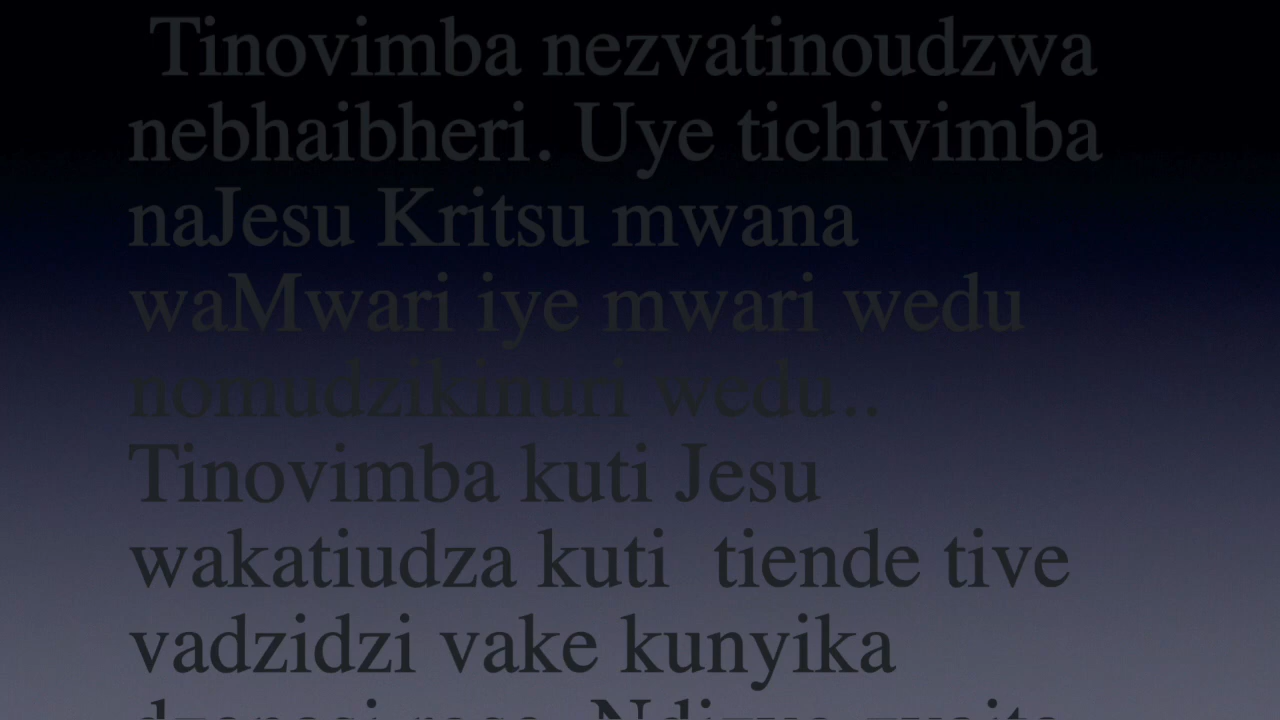 Tinovimba nezvatinoudzwa
nebhaibheri. Uye tichivimba
naJesu Kritsu mwana
waMwari iye mwari wedu
nomudzikinuri wedu..
Tinovimba kuti Jesu
wakatiudza kuti  tiende tive
vadzidzi vake kunyika